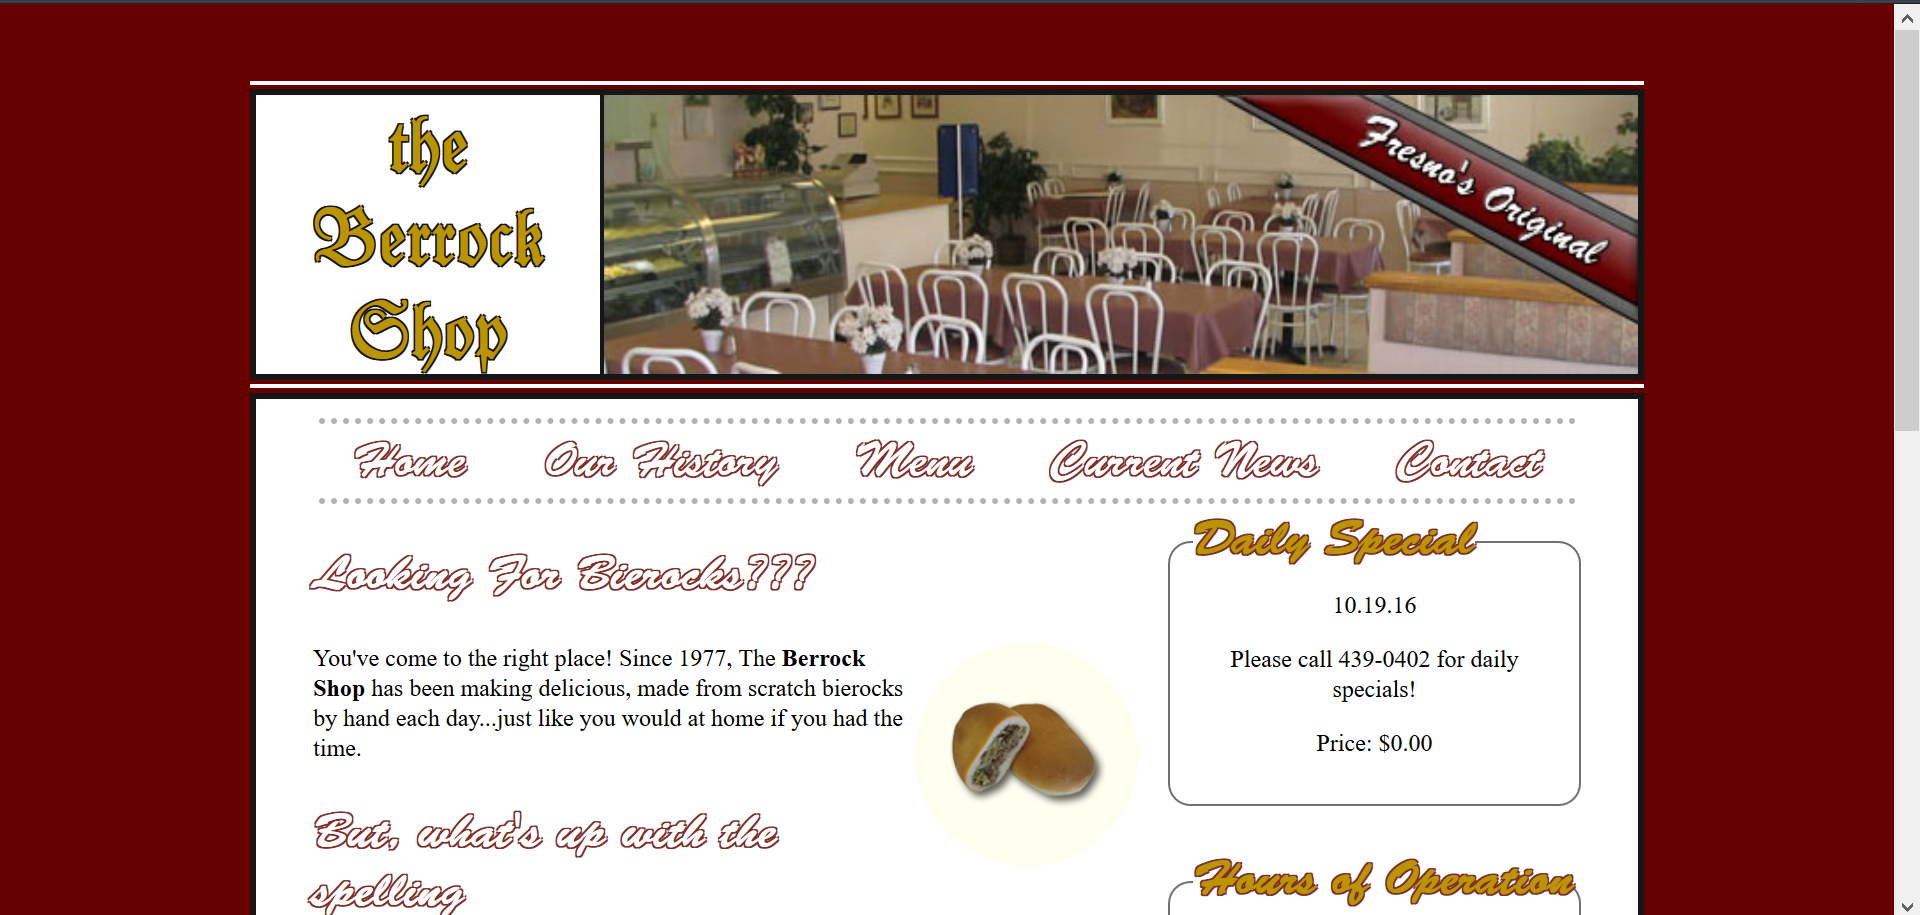 the
Berrock
Shop
Fresno's Original
Home Our History Menu Current News Contact
Looking For Bierocks???
You've come to the right place! Since 1977, The Berrock
Shop has been making delicious, made from scratch bierocks
by hand each day...just like you would at home if you had the
time.
But, what's up with the
spelling
Daily Special
10.19.16
Please call 439-0402 for daily
specials!
Price: $0.00
Hours of Operation